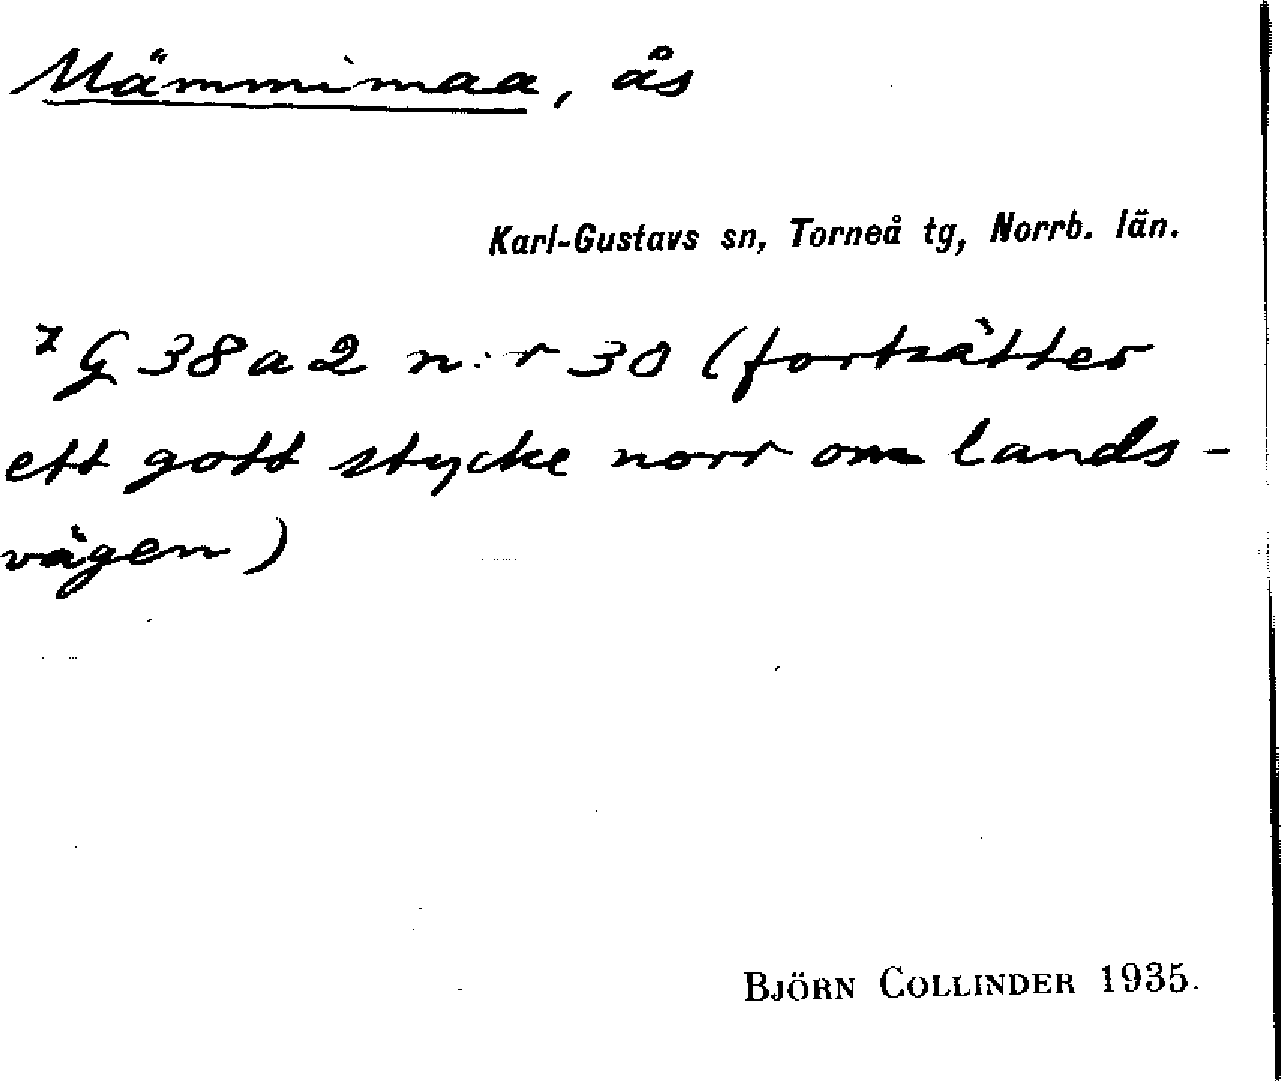 Mämmimaa, ås
Karl-Gustavs sn, Torneå tg, Norrb. län.
G 38 a 2 n:r 30 (fortsätter
ett gott stycke norr om lands-
vägen)
BJÖRN COLLINDER 1935.